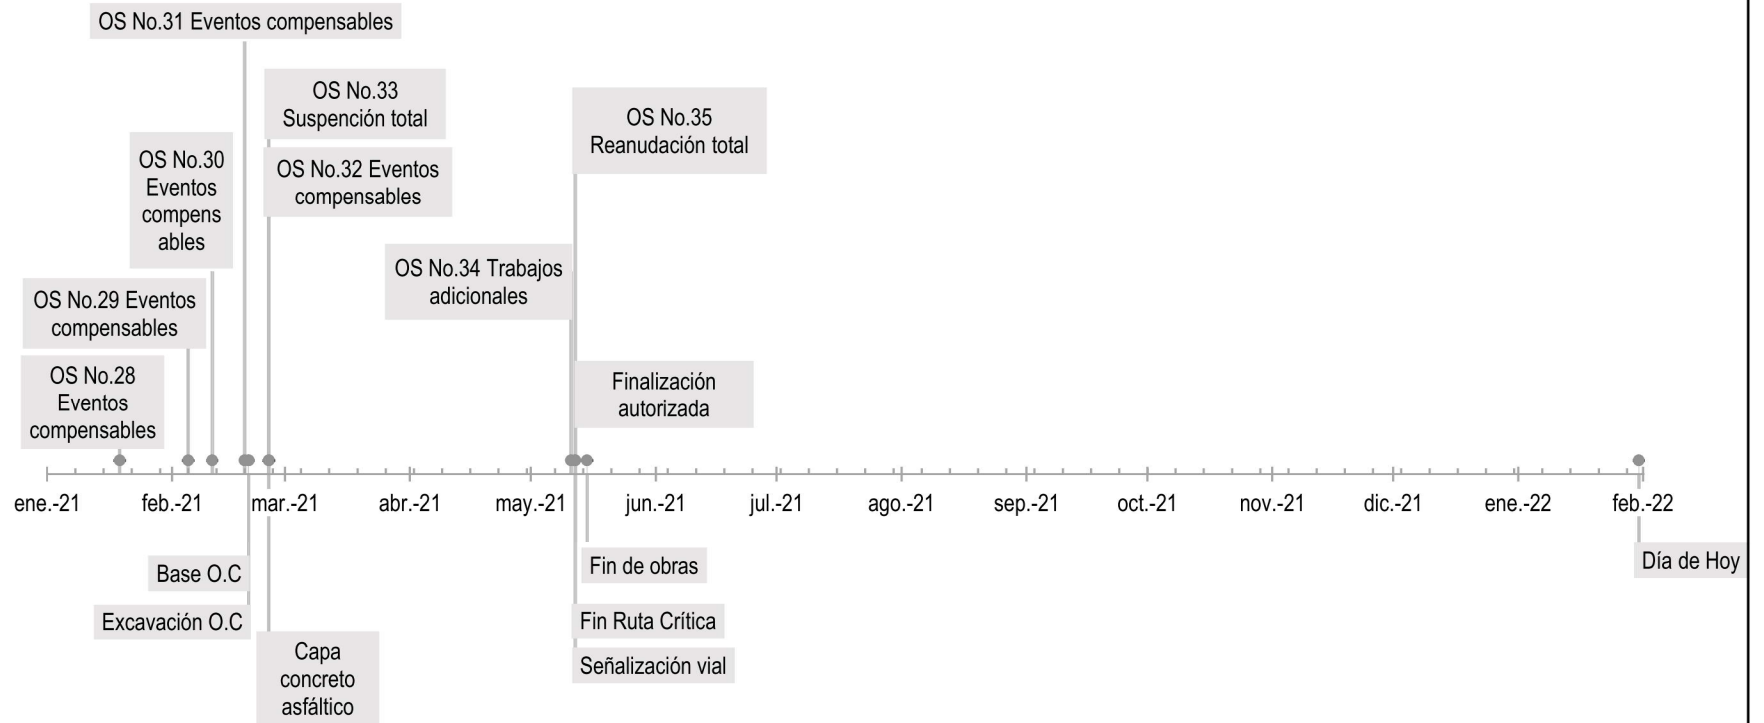 OS No.31 Eventos compensables
OS No.33
Suspención total
OS No.35
Reanudación total
OS No.30
Eventos
compens
ables
OS No.32 Eventos
compensables
OS No.34 Trabajos
adicionales
OS No.29 Eventos
compensables
OS No.28
Eventos
compensables
Finalización
autorizada
ene.-21 feb.-21 mar.-21 abr.-21 may.-21 jun.-21 jul.-21 ago.-21 sep.-21 oct.-21 nov.-21 dic.-21 ene.-22 feb.-22
Base O.C
Fin de obras
Día de Hoy
Excavación O.C
Fin Ruta Crítica
Capa
concreto
asfáltico
Señalización vial